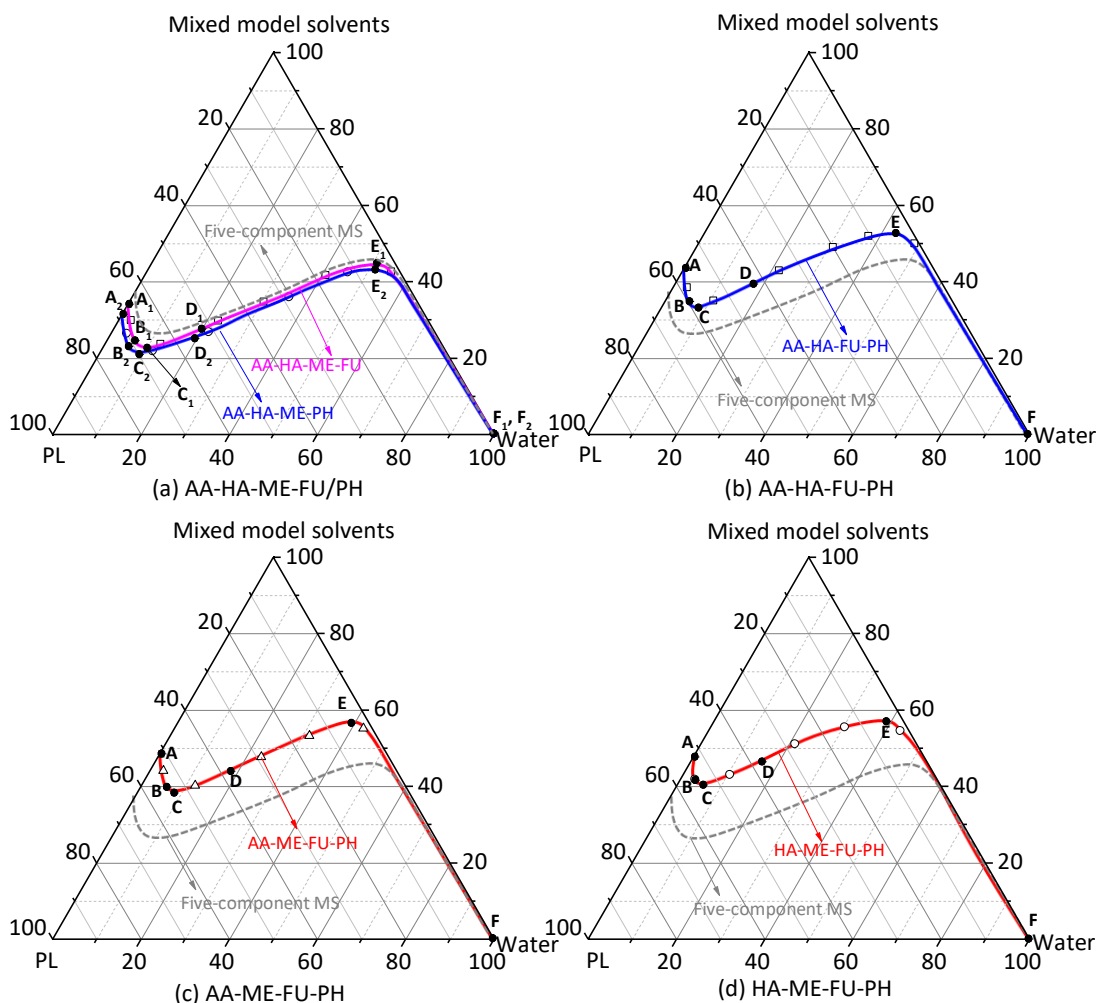 Mixed model solvents
100
20
80
40
60
Five-component MS
E₁
60
40
A₂
A₁
E₂
D₁
B₁
80
20
B₂
D₂
AA-HA-ME-FU
C₂
C₁
AA-HA-ME-PH
100
F₁, F₂
Water
PL
20
40
60
80
100
(a) AA-HA-ME-FU/PH
Mixed model solvents
100
20
80
40
60
E
60
40
A
D
B
C
AA-HA-FU-PH
80
20
Five-component MS
100
F
Water
PL
20
40
60
80
100
(b) AA-HA-FU-PH
Mixed model solvents
100
20
80
40
60
E
A
60
D
40
B
C
AA-ME-FU-PH
80
20
Five-component MS
100
F
Water
PL
20
40
60
80
100
(c) AA-ME-FU-PH
Mixed model solvents
100
20
80
40
60
E
A
60
D
40
B
C
HA-ME-FU-PH
80
20
Five-component MS
100
F
Water
PL
20
40
60
80
100
(d) HA-ME-FU-PH